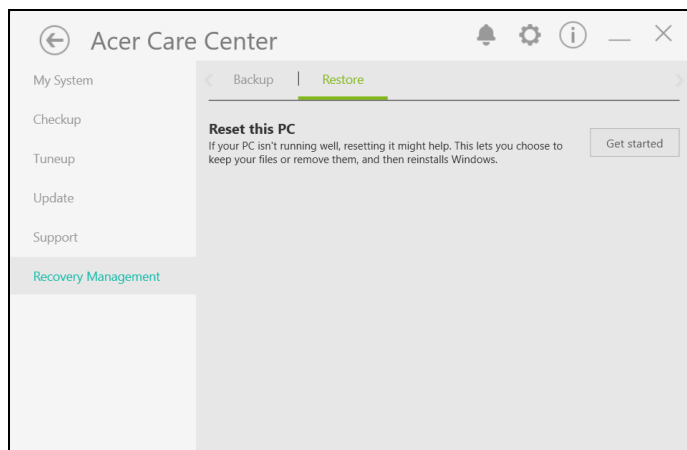 Acer Care Center
My System
Checkup
Tuneup
Update
Support
Recovery Management
Backup
Restore
Reset this PC
If your PC isn't running well, resetting it might help. This lets you choose to
keep your files or remove them, and then reinstalls Windows.
Get started